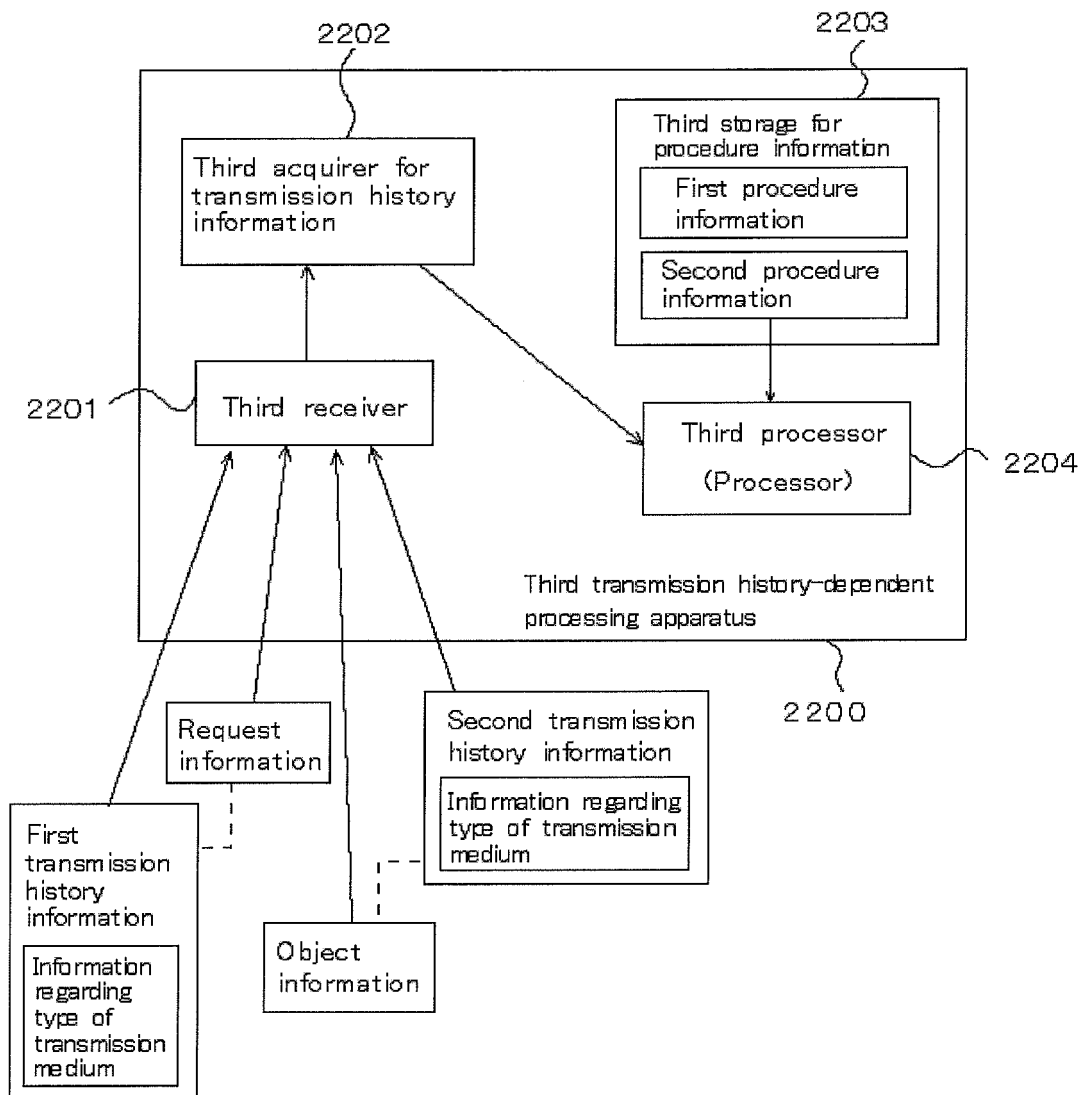 2202
2203
Third acquirer for
transmission history
information
Third storage for
procedure information
First procedure
information
Second procedure
information
2201
Third receiver
Third processor
(Processor)
2204
Third transmission history-dependent
processing apparatus
2200
Request
information
Second transmission
history information
Information regarding
type of transmission
medium
First
transmission
history
information
Information
regarding
type of
transmission
medium
Object
information